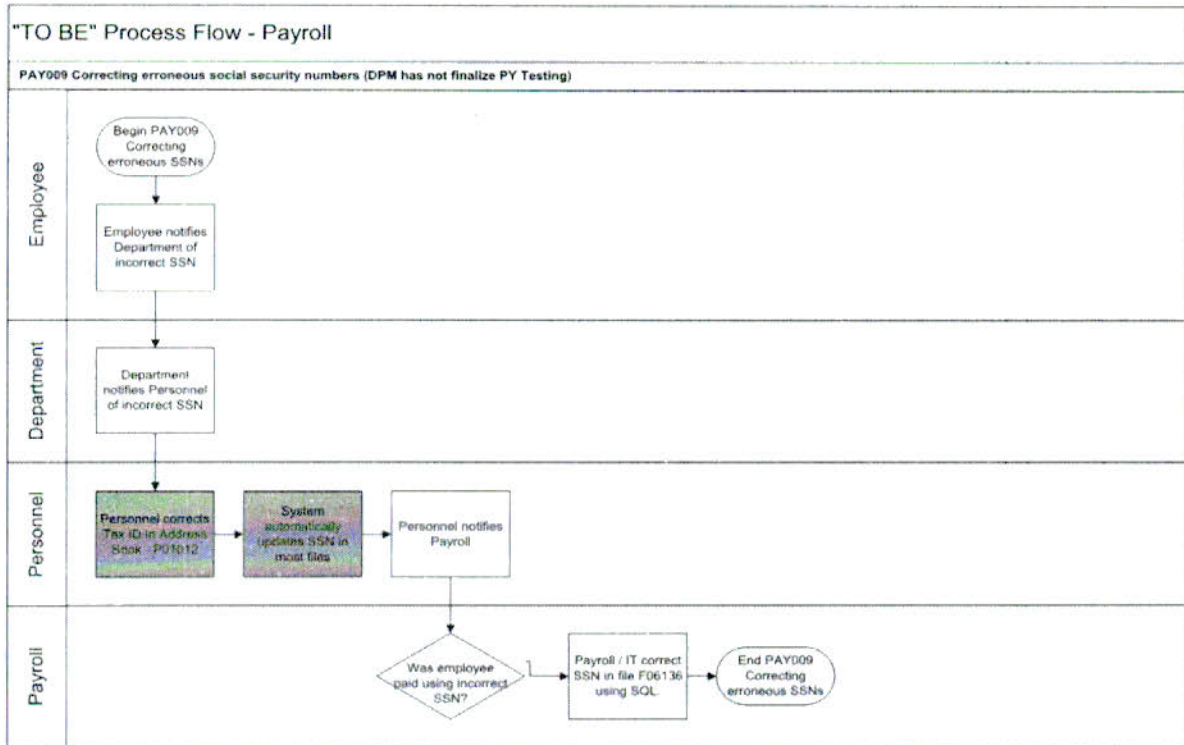 "TO BE" Process Flow - Payroll
PAY009 Correcting erroneous social security numbers (DPM has not finalize PY Testing)
Employee
Begin PAY009
Correcting
erroneous SSNs
Employee notifies
Department of
incorrect SSN
Department
Department
notifies Personnel
of incorrect SSN
Personnel
Personnel corrects
Tax ID in Address
Book - P01012
System
automatically
updates SSN in
most files
Personnel notifies
Payroll
Payroll
Was employee
paid using incorrect
SSN?
Payroll / IT correct
SSN in file F06136
using SQL.
End PAY009
Correcting
erroneous SSNs